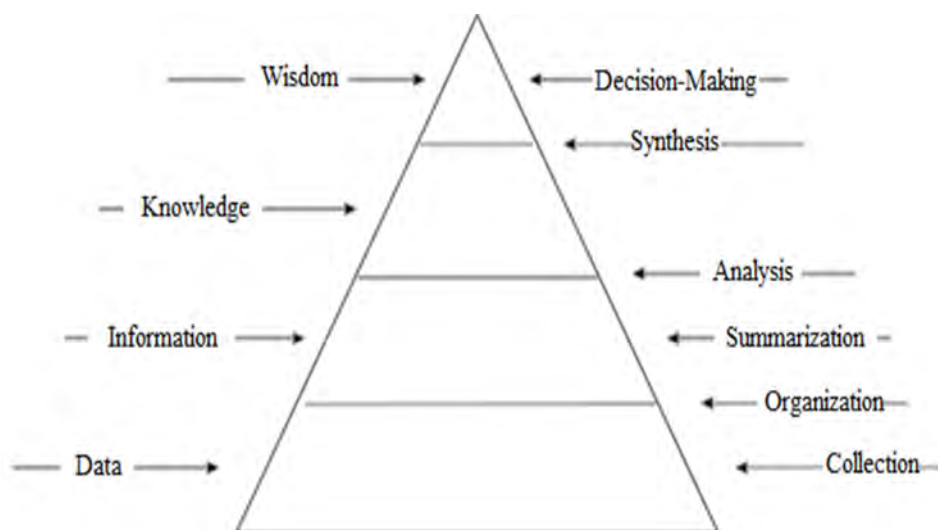 Wisdom
Decision-Making
Synthesis
Knowledge
Analysis
Information
Summarization
Organization
Data
Collection